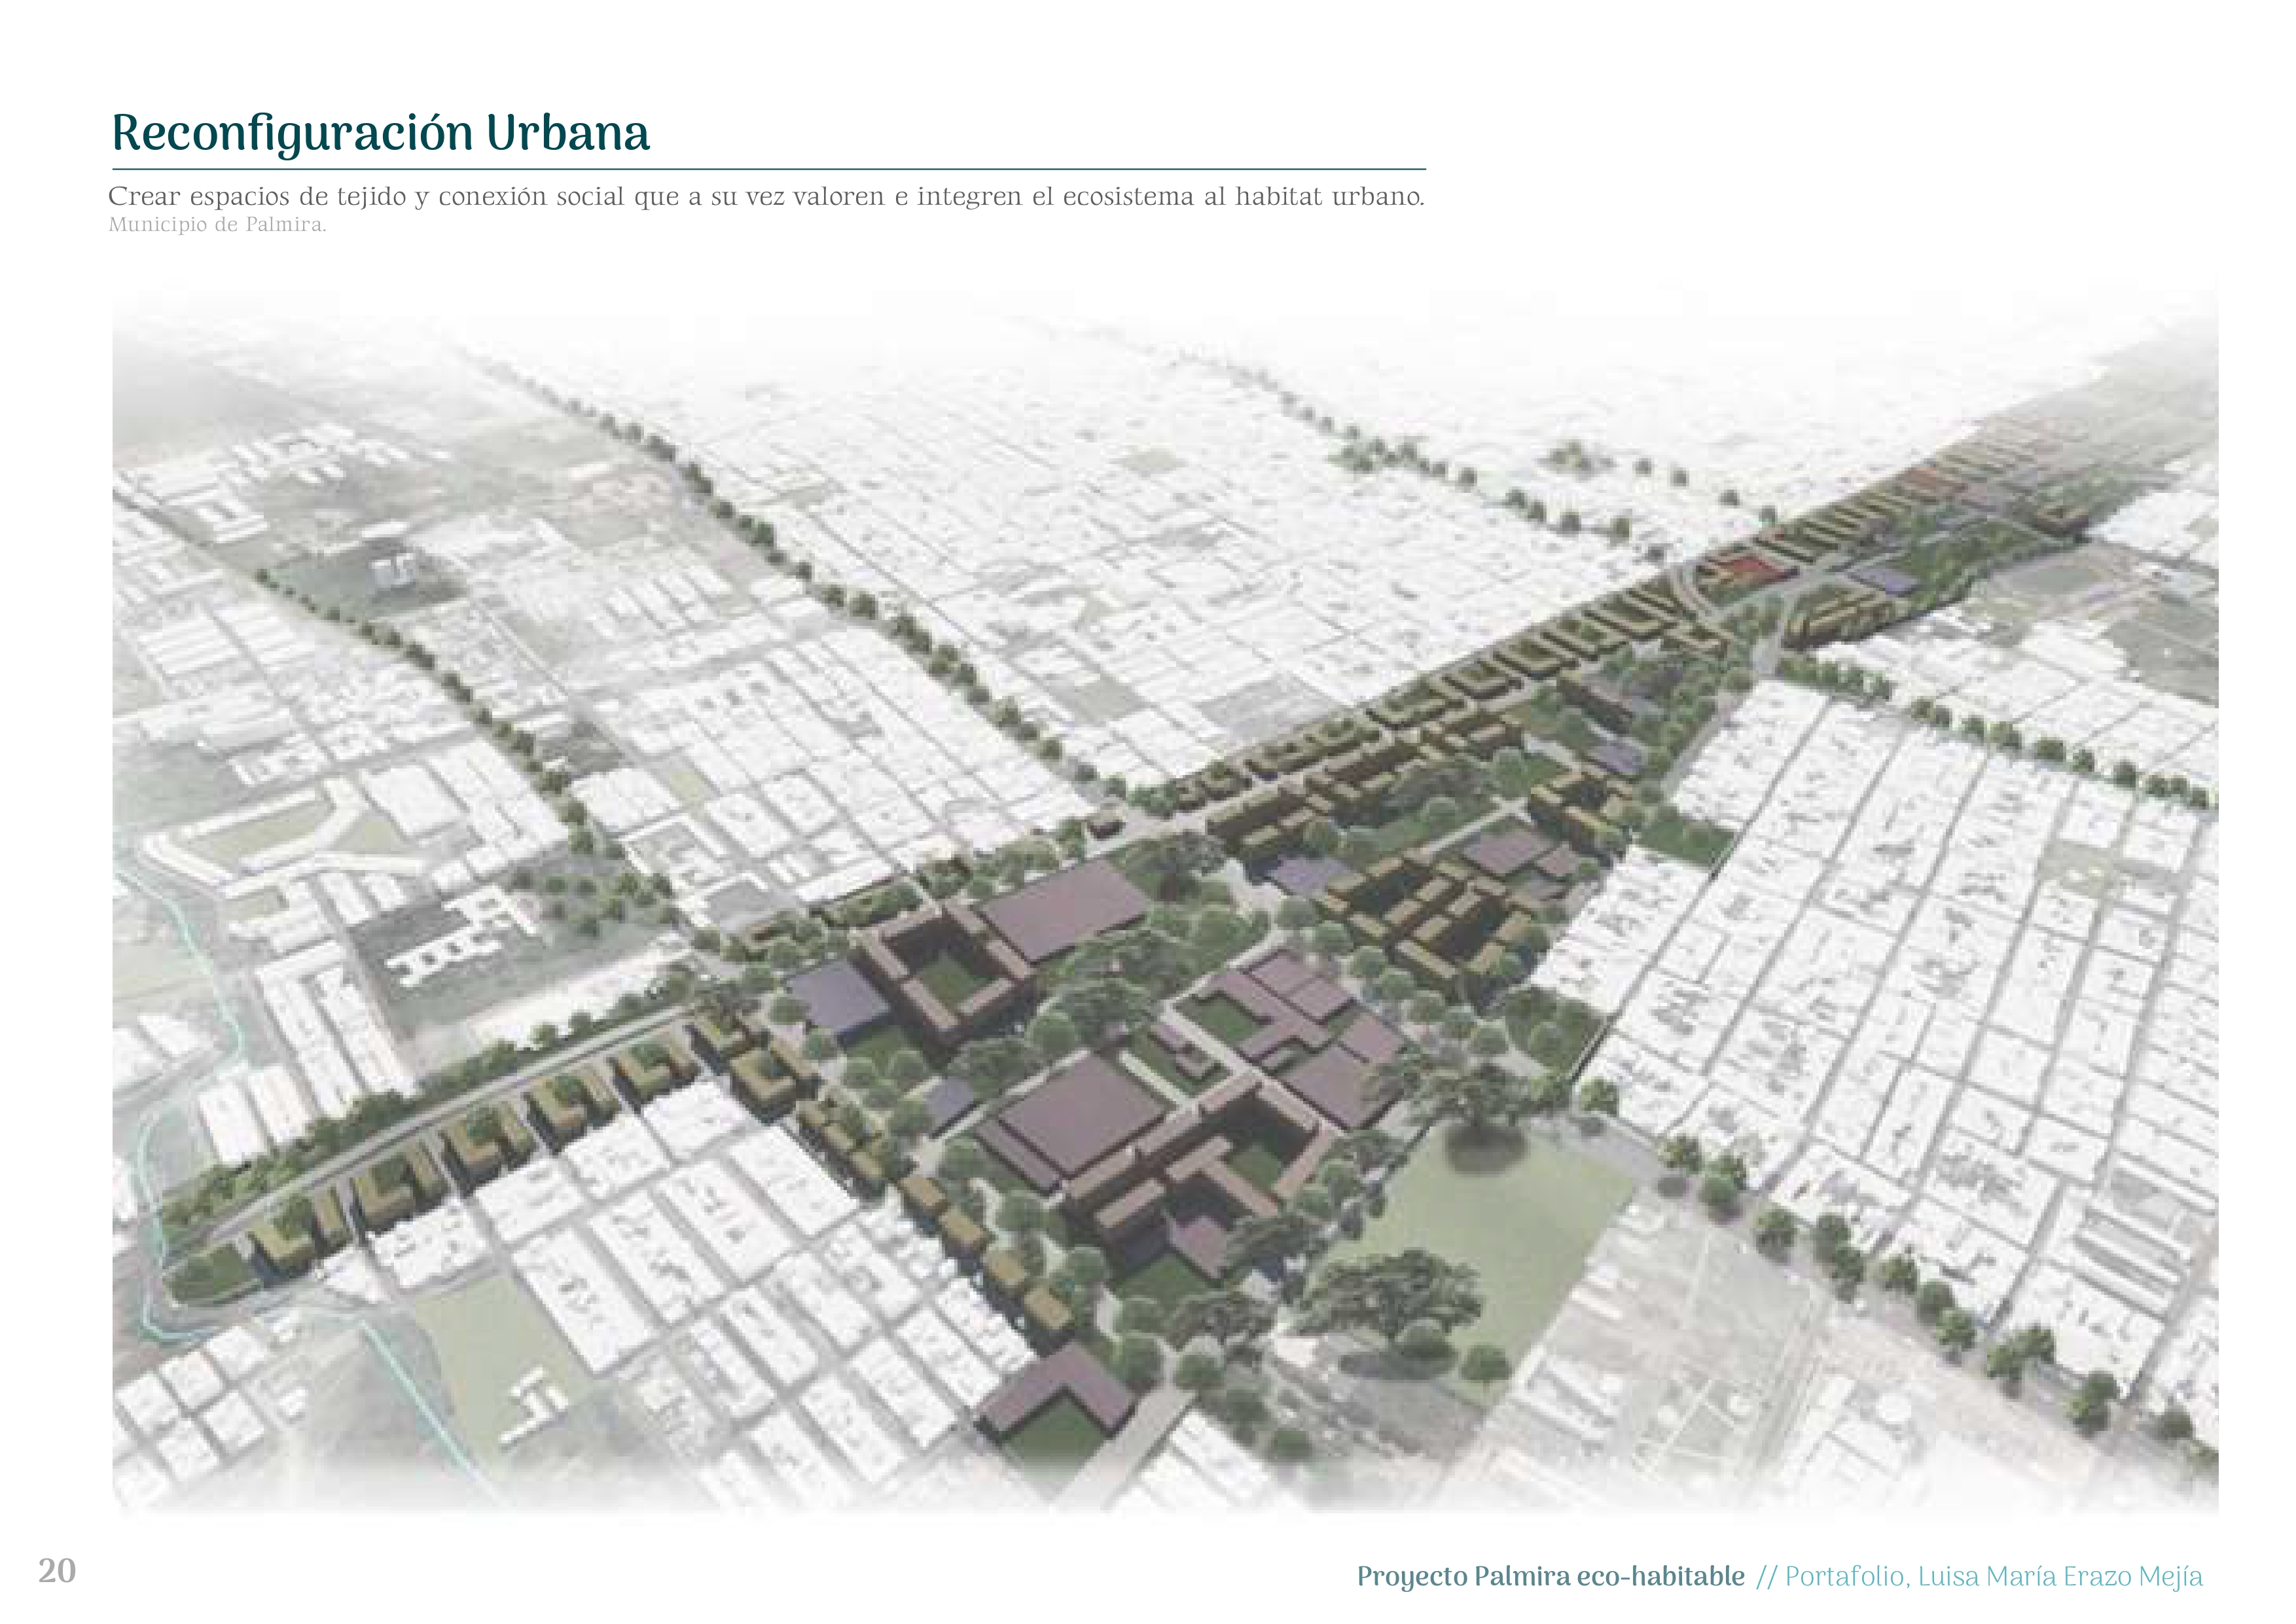 Reconfiguración Urbana
Crear espacios de tejido y conexión social que a su vez valoren e integren el ecosistema al habitat urbano.
Municipio de Palmira.
20
Proyecto Palmira eco-habitable // Portafolio, Luisa María Erazo Mejía